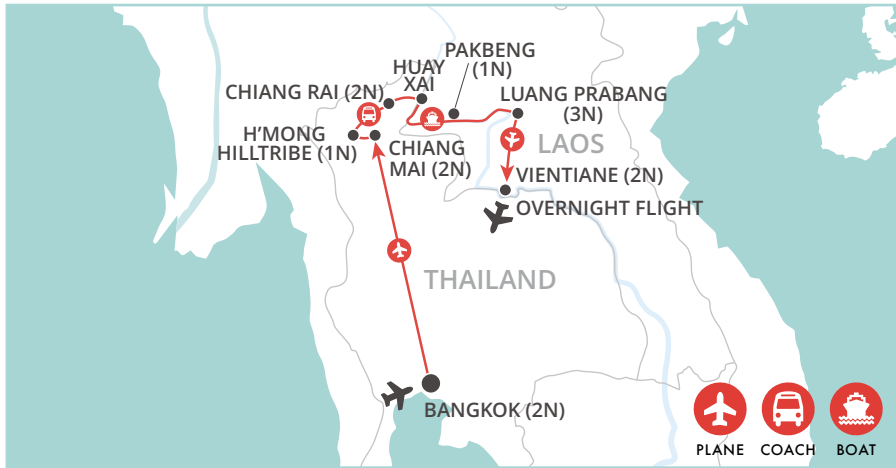 PAKBENG
(1N)
HUAY
XAI
CHIANG RAI (2N)
LUANG PRABANG
(3N)
H'MONG
HILLTRIBE (1N)
CHIANG
MAI (2N)
LAOS
VIENTIANE (2N)
OVERNIGHT FLIGHT
THAILAND
BANGKOK (2N)
PLANE
COACH
BOAT